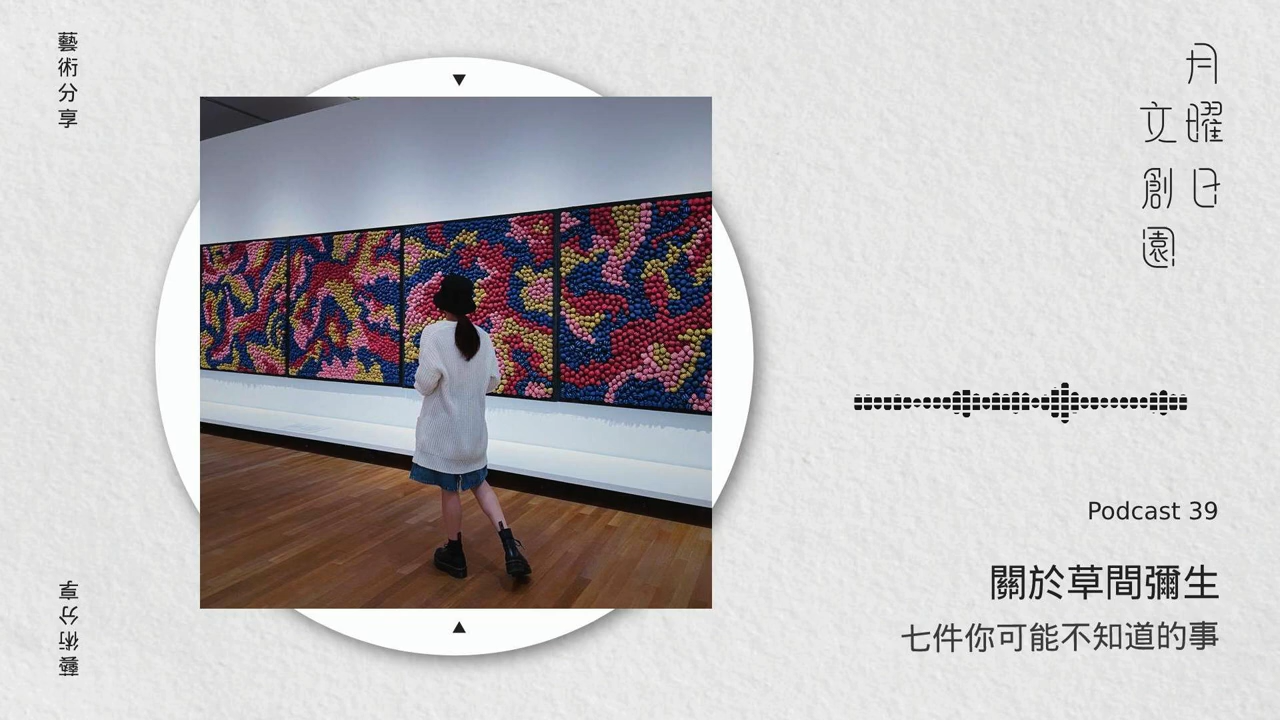 藝術分享
月曜日
文創園
Podcast 39
關於草間彌生
七件你可能不知道的事
藝術分享